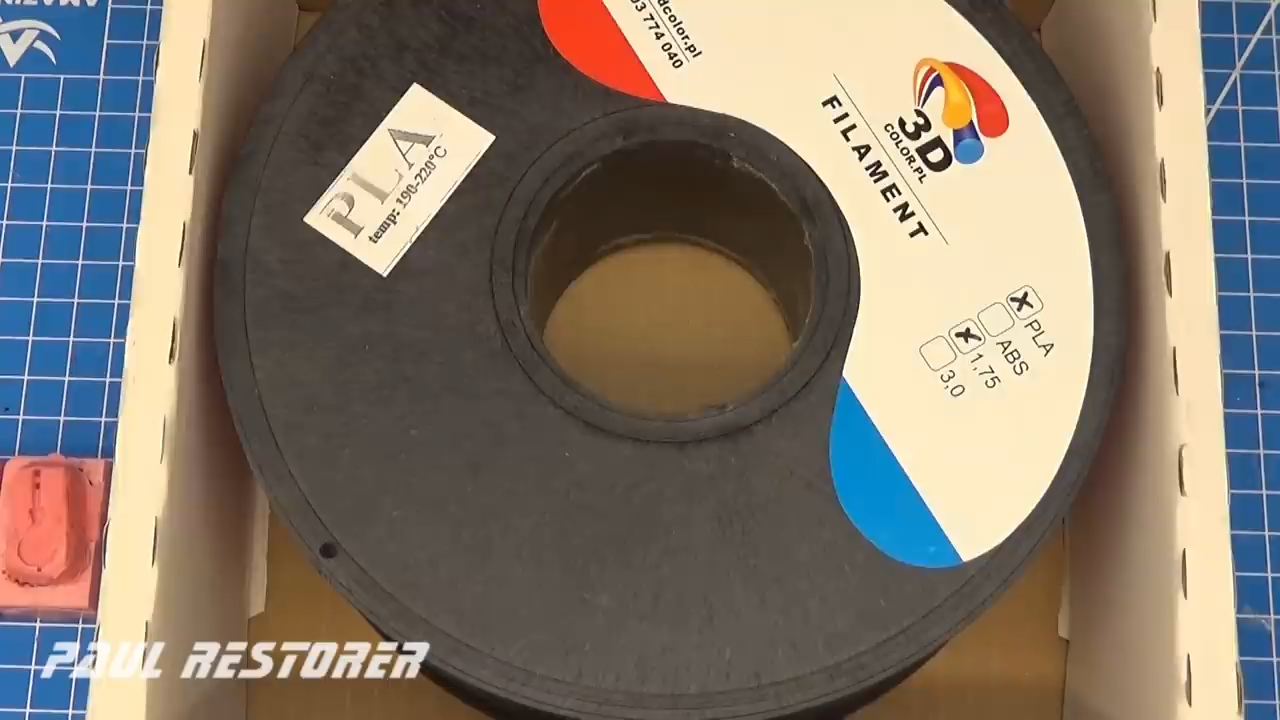 dcolor.pl
03 774 040
3D
COLOR.PL
FILAMENT
PLA
temp: 190-220°C
PLA
ABS
1,75
3,0
PAUL RESTORER